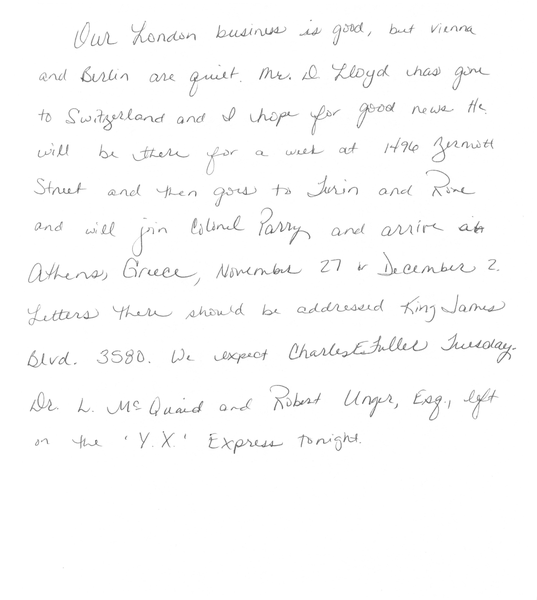 Our London business is good, but vienna
and Berlin are quiet. Mr. D. Lloyd has gone
to Switzerland and I hope for good news. He
will be there for a week at 1496 Zermott
Street and then goes to Turin and Rome
and will join Colonel Parry and arrive at
Athens, Greece, November 27 or December 2.
Letters there should be addressed King James
Blvd. 3580. We expect Charles E Fuller Tuesday.
Dr. L. McQuaid and Robert Unger, Esq., left
on the 'Y.X.' Express tonight.